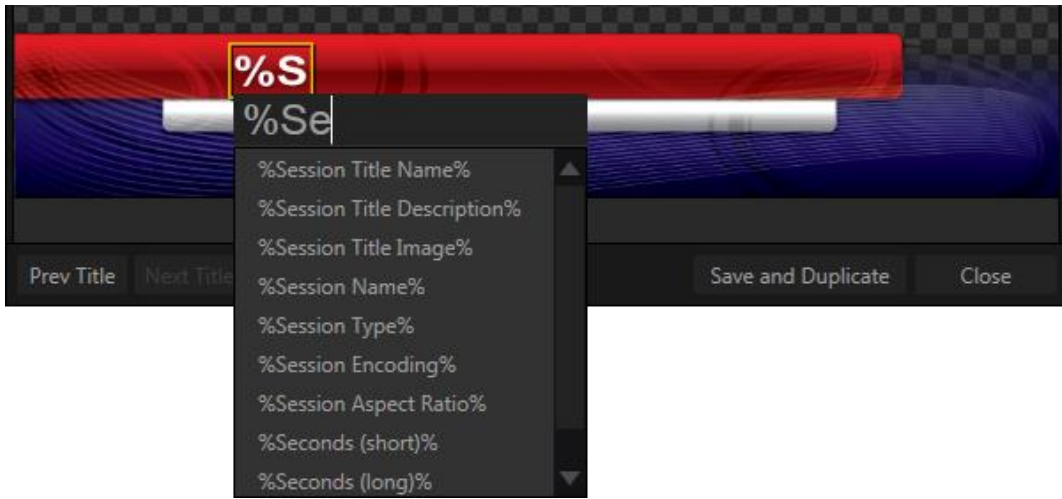 %S
%Se
%Session Title Name%
%Session Title Description%
%Session Title Image%
%Session Name%
%Session Type%
%Session Encoding%
%Session Aspect Ratio%
%Seconds (short)%
%Seconds (long)%
Prev Title Next Title Save and Duplicate Close